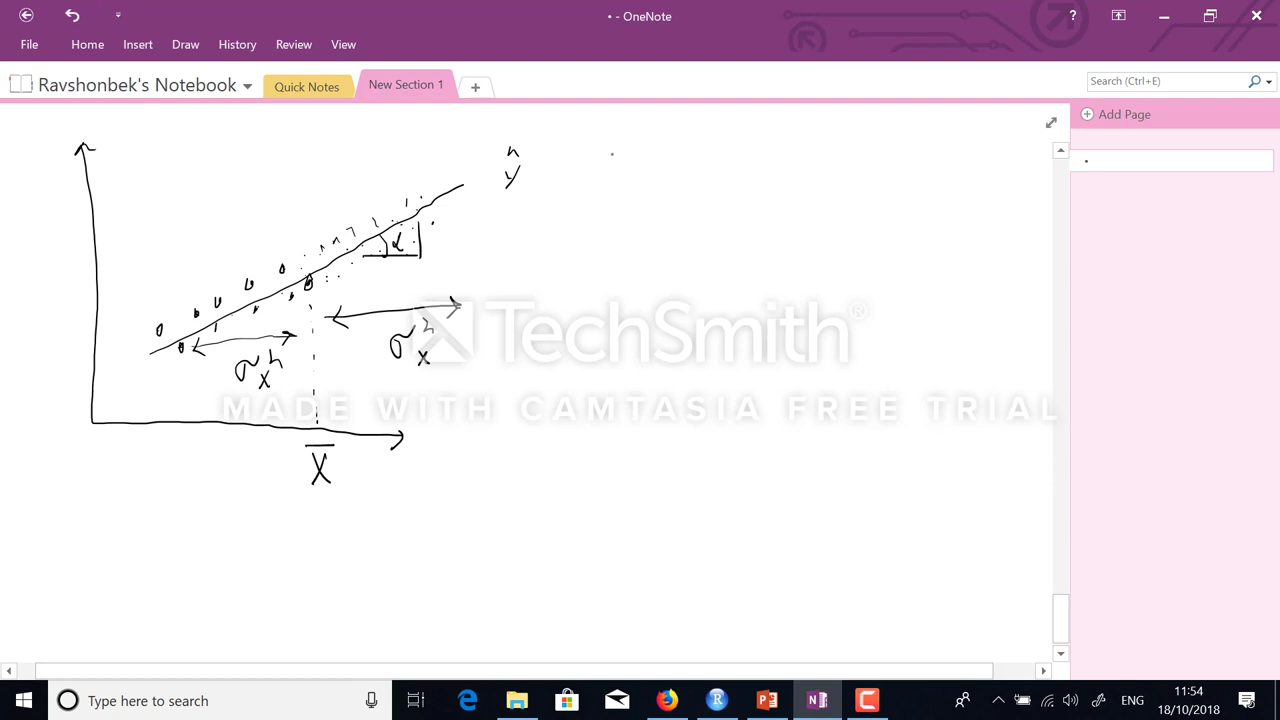 • - OneNote
?
File Home Insert Draw History Review View
Ravshonbek's Notebook
Quick Notes
New Section 1
Search (Ctrl+E)
Add Page
•
ŷ
α
σ
x
σ
x
TechSmith®
MADE WITH CAMTASIA FREE TRIAL
X̄
Type here to search
ENG
11:54
18/10/2018